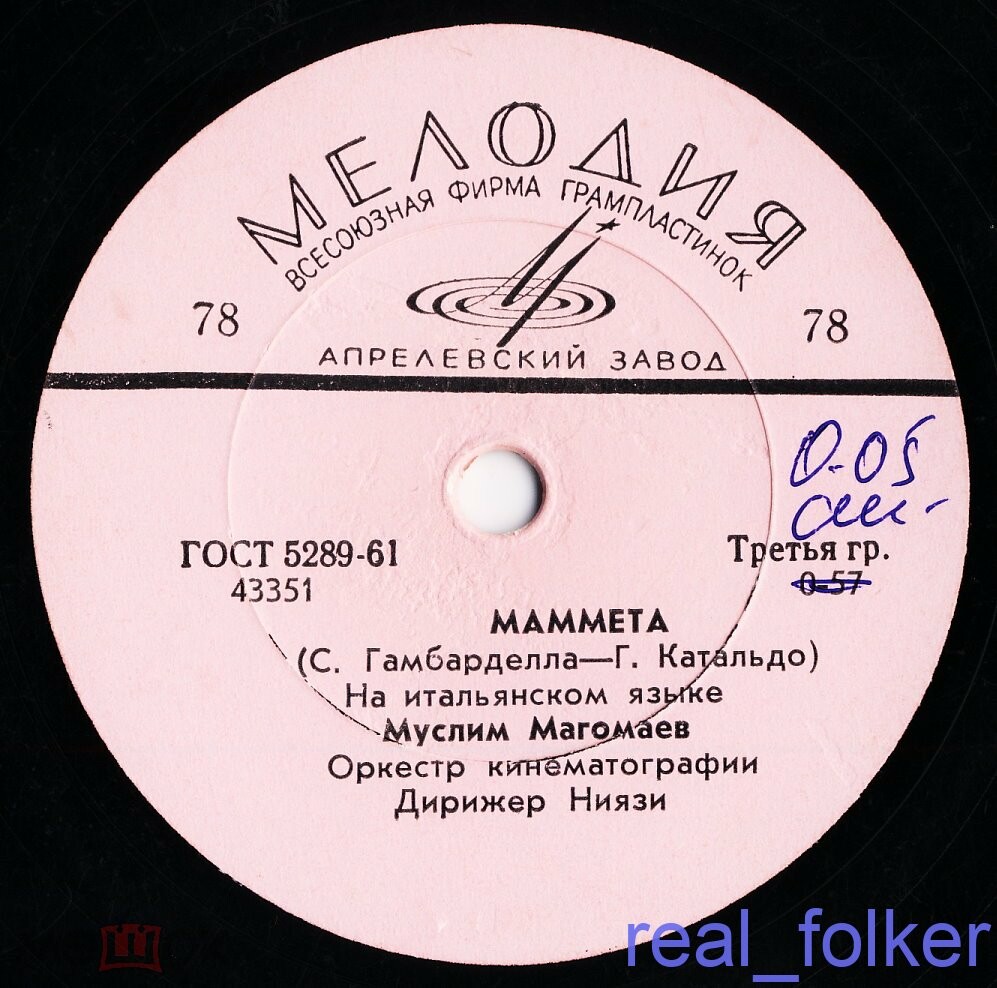 МЕЛОДИЯ
ВСЕСОЮЗНАЯ ФИРМА ГРАМПЛАСТИНОК
78 78
АПРЕЛЕВСКИЙ ЗАВОД
0-05
ГОСТ 5289-61 Третья гр.
43351 0-57
МАММЕТА
(С. Гамбарделла—Г. Катальдо)
На итальянском языке
Муслим Магомаев
Оркестр кинематографии
Дирижер Ниязи
real_folker